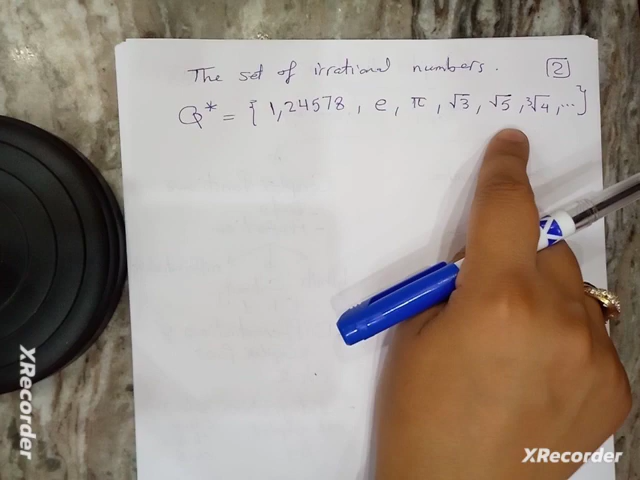 The set of irrational numbers. 2
Q* = { 1,24578, e, π, √3, √5, ∛4, ... }
XRecorder
XRecorder